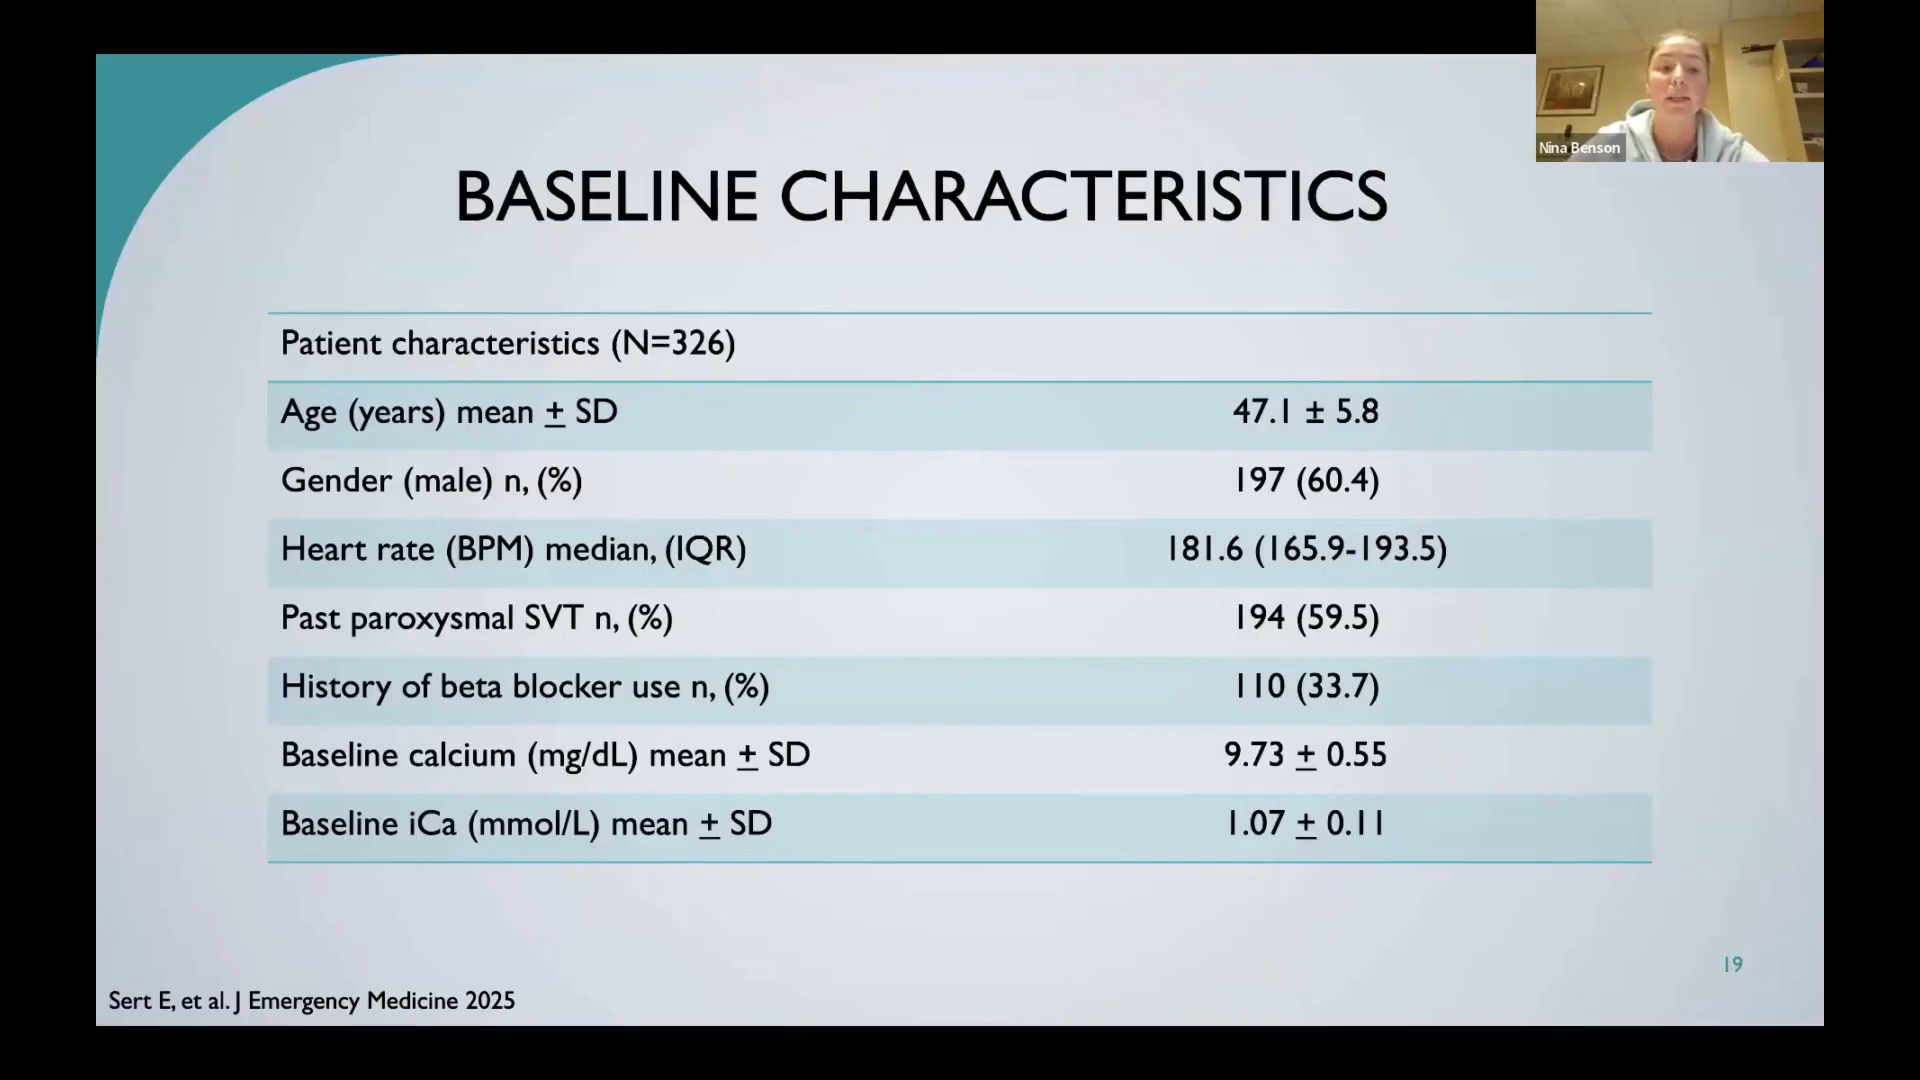 Nina Benson
BASELINE CHARACTERISTICS
Patient characteristics (N=326)
Age (years) mean ± SD 47.1 ± 5.8
Gender (male) n, (%) 197 (60.4)
Heart rate (BPM) median, (IQR) 181.6 (165.9-193.5)
Past paroxysmal SVT n, (%) 194 (59.5)
History of beta blocker use n, (%) 110 (33.7)
Baseline calcium (mg/dL) mean ± SD 9.73 ± 0.55
Baseline iCa (mmol/L) mean ± SD 1.07 ± 0.11
19
Sert E, et al. J Emergency Medicine 2025